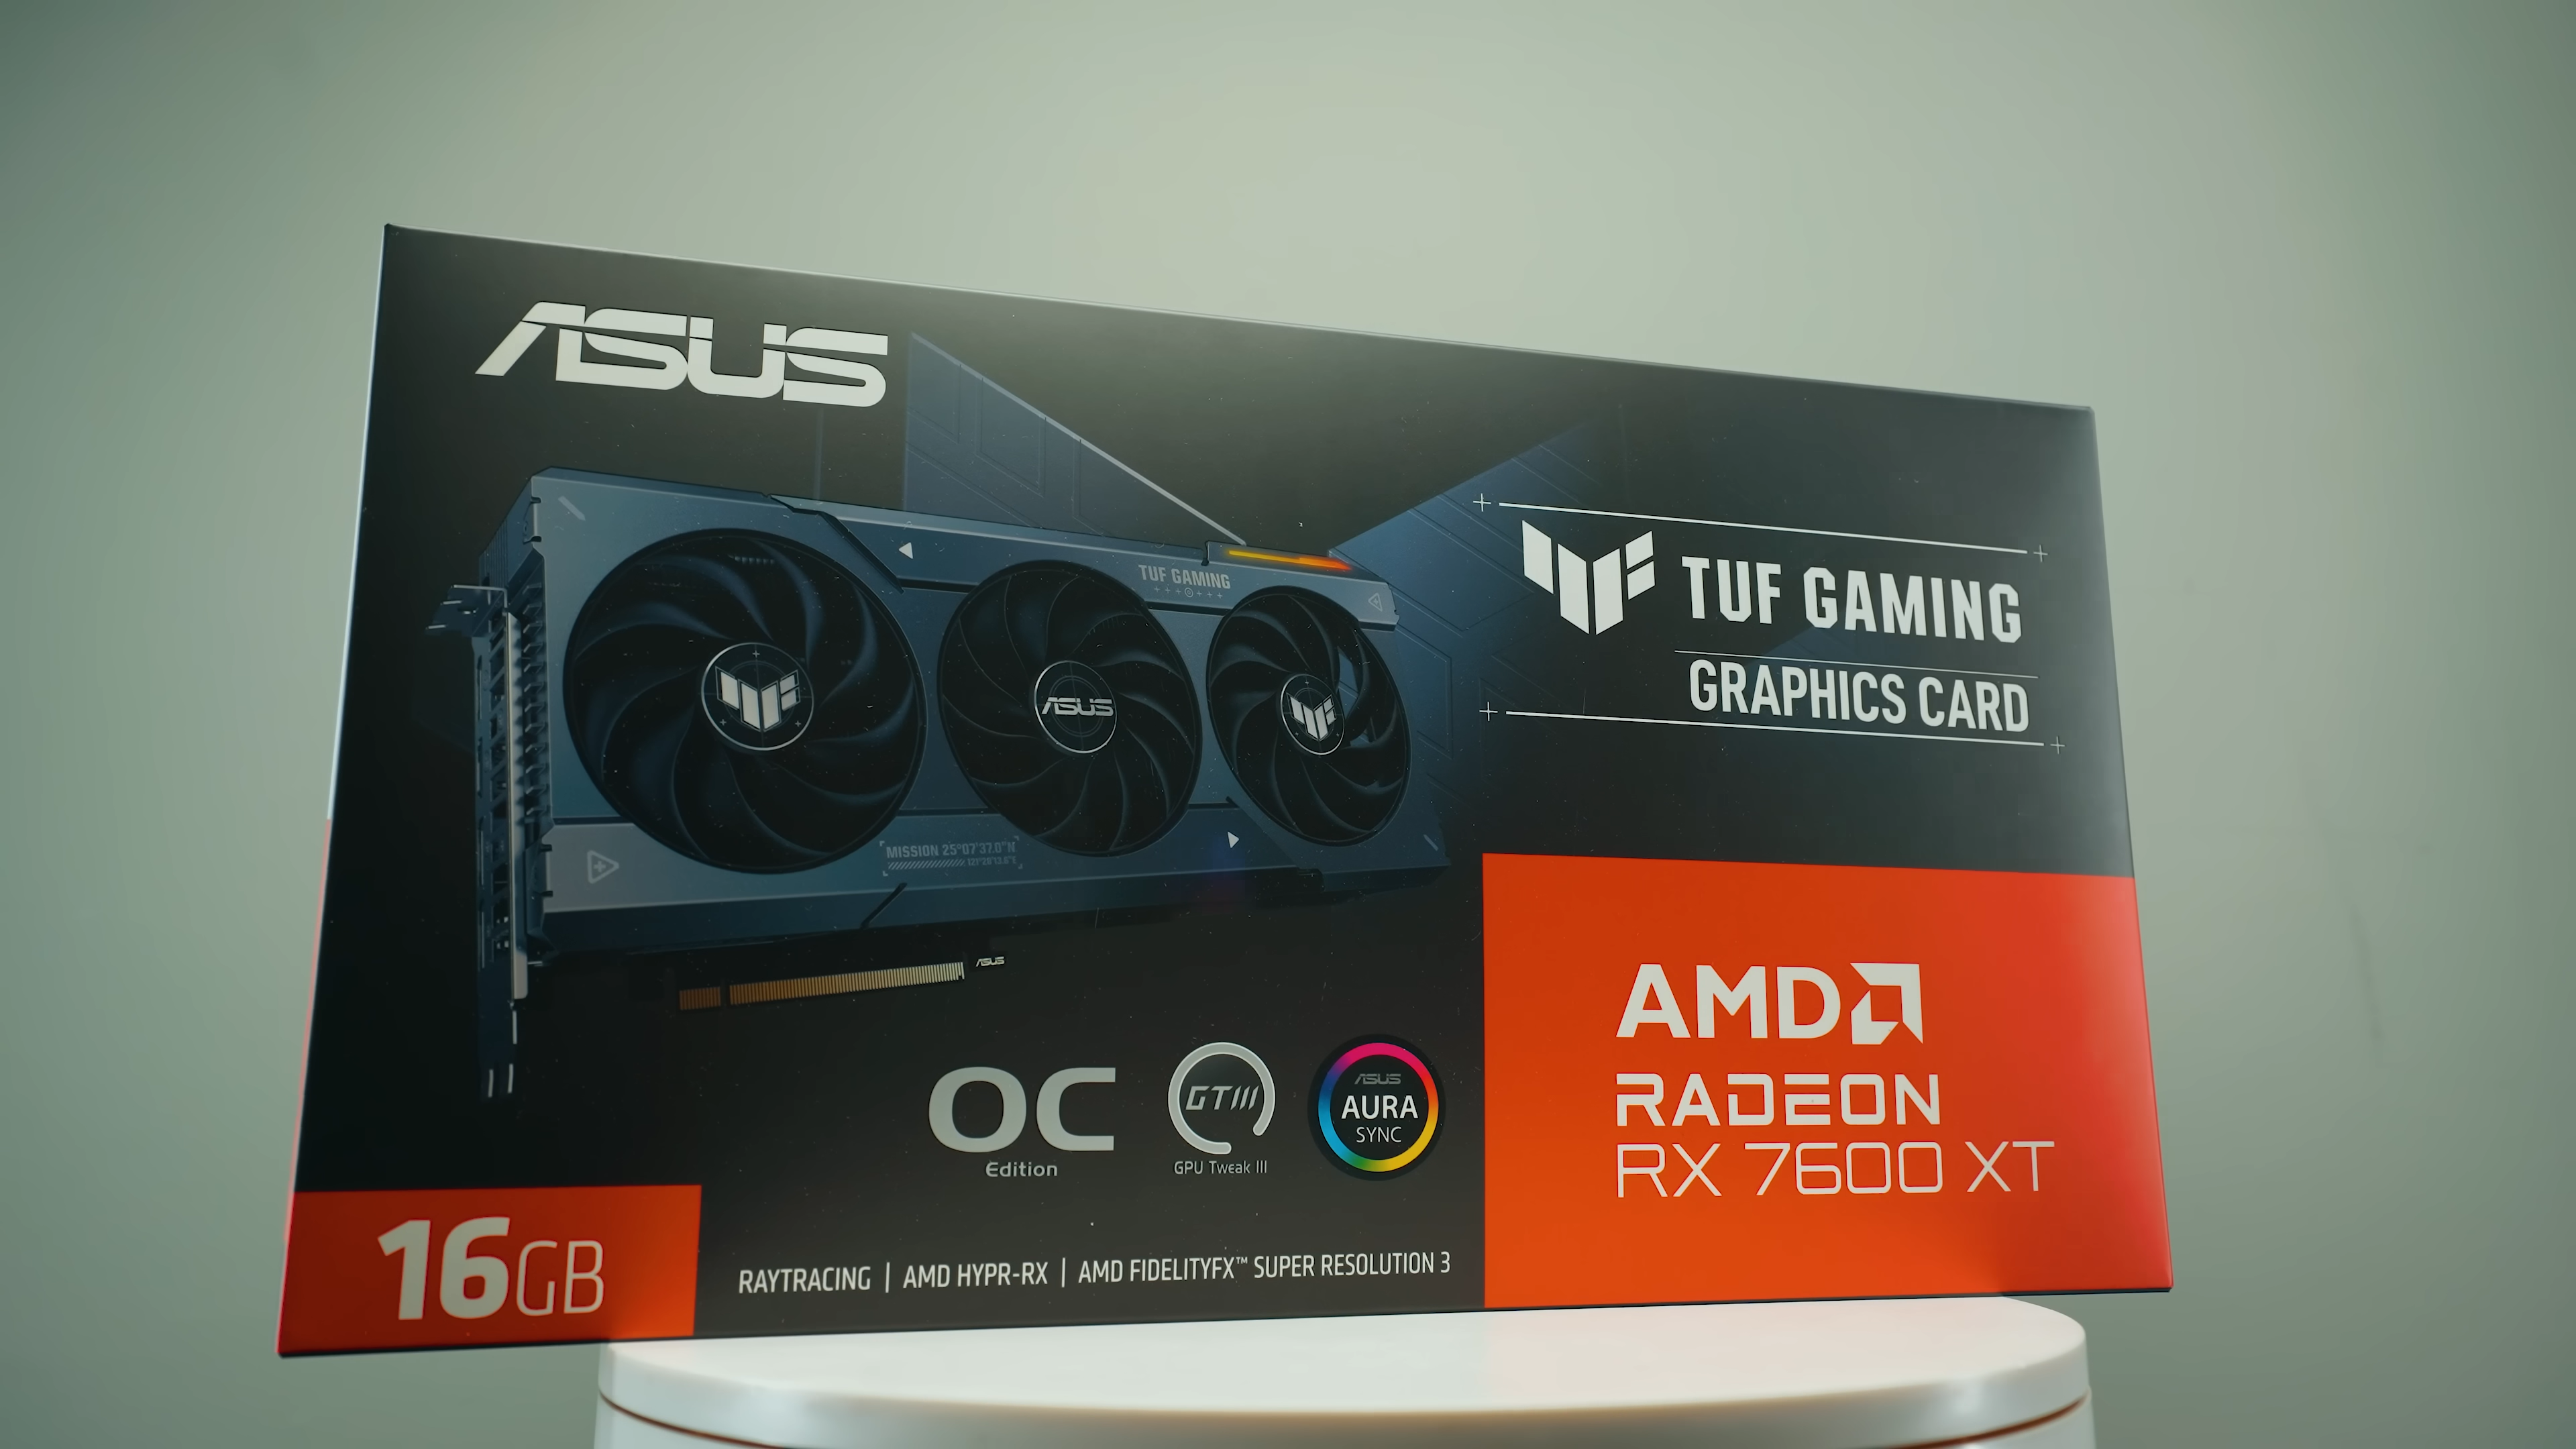 ASUS
TUF GAMING
GRAPHICS CARD
TUF GAMING
ASUS
MISSION 25°07'37.0"N
ASUS
AMD
RADEON
RX 7600 XT
OC
Edition
GTIII
GPU Tweak III
ASUS
AURA
SYNC
16GB
RAYTRACING | AMD HYPR-RX | AMD FIDELITYFX™ SUPER RESOLUTION 3